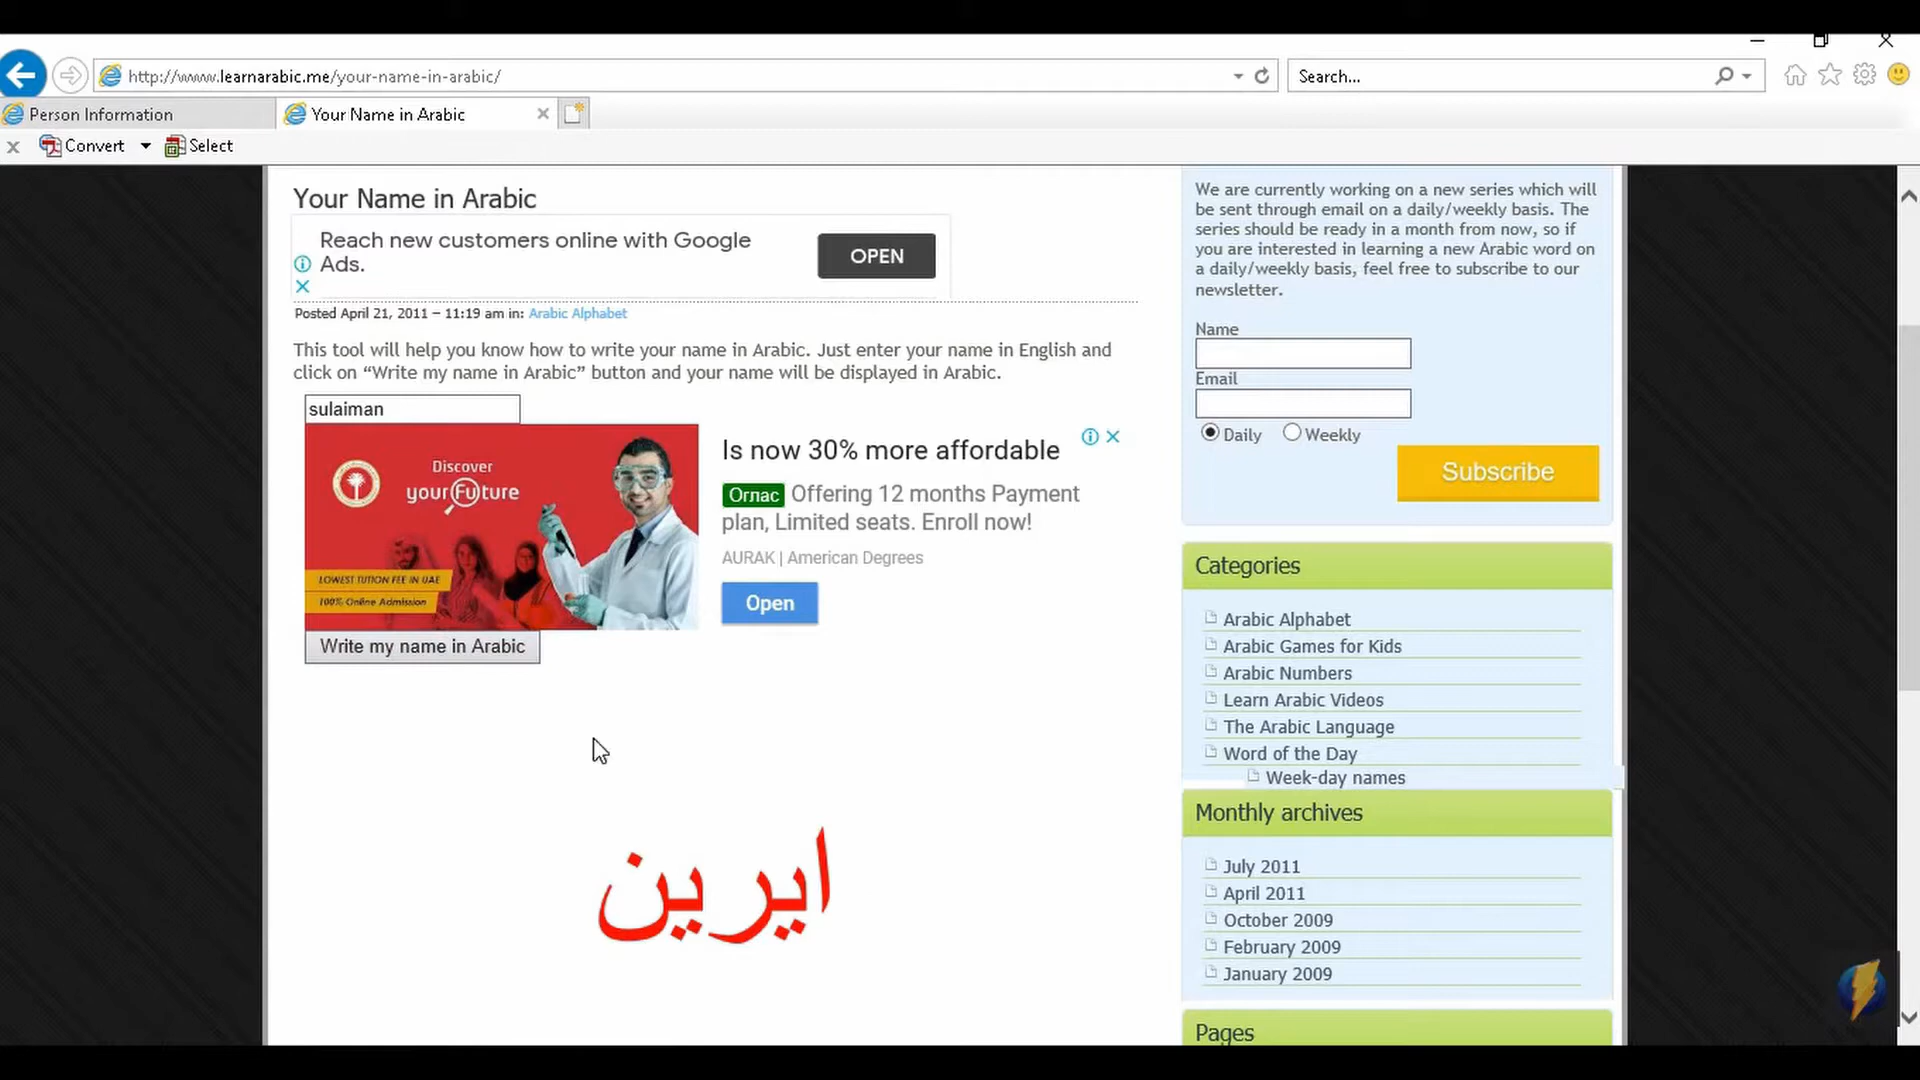 http://www.learnarabic.me/your-name-in-arabic/
Search...
Person Information
Your Name in Arabic
Convert
Select
Your Name in Arabic
Reach new customers online with Google
Ads.
OPEN
Posted April 21, 2011 – 11:19 am in: Arabic Alphabet
This tool will help you know how to write your name in Arabic. Just enter your name in English and
click on “Write my name in Arabic” button and your name will be displayed in Arabic.
sulaiman
Discover
your Future
LOWEST TUTION FEE IN UAE
100% Online Admission
Is now 30% more affordable
Огпас Offering 12 months Payment
plan, Limited seats. Enroll now!
AURAK | American Degrees
Open
Write my name in Arabic
ايرين
We are currently working on a new series which will
be sent through email on a daily/weekly basis. The
series should be ready in a month from now, so if
you are interested in learning a new Arabic word on
a daily/weekly basis, feel free to subscribe to our
newsletter.
Name
Email
Daily
Weekly
Subscribe
Categories
Arabic Alphabet
Arabic Games for Kids
Arabic Numbers
Learn Arabic Videos
The Arabic Language
Word of the Day
Week-day names
Monthly archives
July 2011
April 2011
October 2009
February 2009
January 2009
Pages